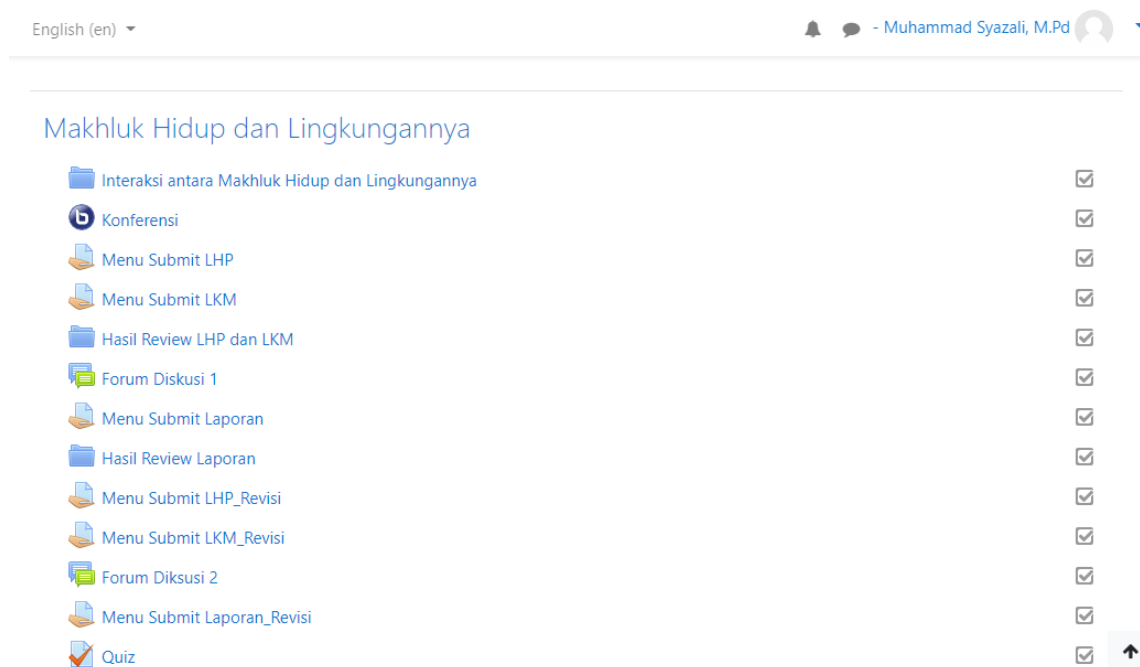 English (en)
- Muhammad Syazali, M.Pd
Makhluk Hidup dan Lingkungannya
Interaksi antara Makhluk Hidup dan Lingkungannya
Konferensi
Menu Submit LHP
Menu Submit LKM
Hasil Review LHP dan LKM
Forum Diskusi 1
Menu Submit Laporan
Hasil Review Laporan
Menu Submit LHP_Revisi
Menu Submit LKM_Revisi
Forum Diksusi 2
Menu Submit Laporan_Revisi
Quiz